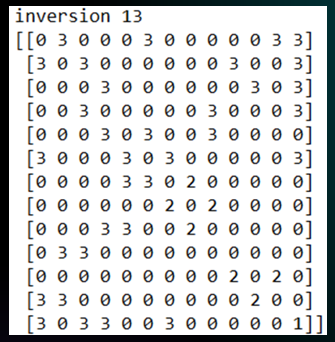 inversion 13
[[0 3 0 0 0 3 0 0 0 0 0 3 3]
[3 0 3 0 0 0 0 0 0 3 0 0 3]
[0 0 0 3 0 0 0 0 0 0 3 0 3]
[0 0 3 0 0 0 0 0 3 0 0 0 3]
[0 0 0 3 0 3 0 0 3 0 0 0 0]
[3 0 0 0 3 0 3 0 0 0 0 0 3]
[0 0 0 0 3 3 0 2 0 0 0 0 0]
[0 0 0 0 0 0 2 0 2 0 0 0 0]
[0 0 0 3 3 0 0 2 0 0 0 0 0]
[0 3 3 0 0 0 0 0 0 0 0 0 0]
[0 0 0 0 0 0 0 0 0 2 0 2 0]
[3 3 0 0 0 0 0 0 0 0 2 0 0]
[3 0 3 3 0 0 3 0 0 0 0 0 1]]